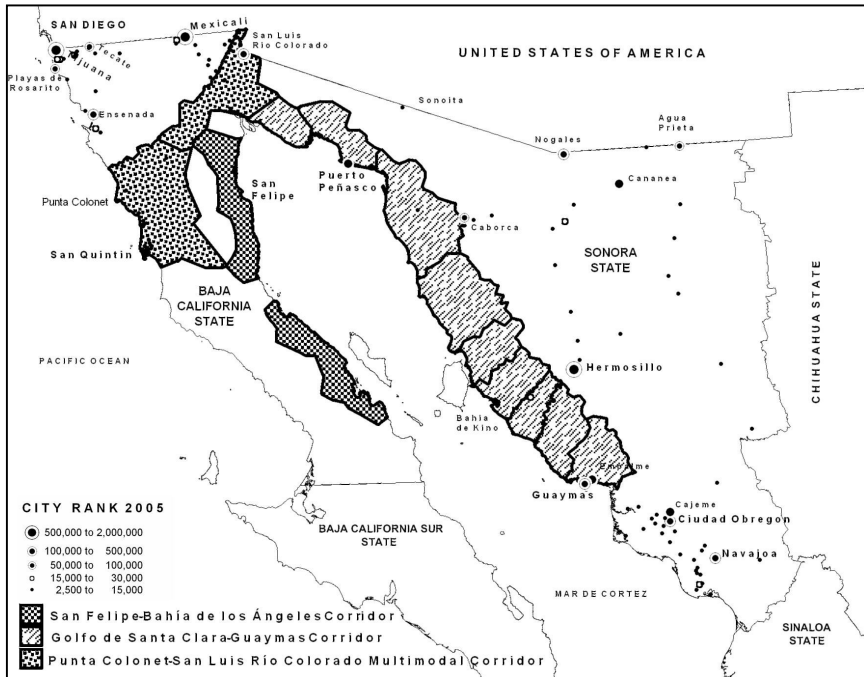 SAN DIEGO
Mexicali
San Luis
Río Colorado
Tecate
Tijuana
Playas de
Rosarito
Ensenada
UNITED STATES OF AMERICA
Sonoita
Nogales
Agua
Prieta
Cananea
Puerto
Peñasco
San
Felipe
Punta Colonet
Caborca
San Quintín
SONORA
STATE
BAJA
CALIFORNIA
STATE
CHIHUAHUA STATE
PACIFIC OCEAN
Hermosillo
Bahía
de Kino
Empalme
Guaymas
CITY RANK 2005
500,000 to 2,000,000
100,000 to 500,000
50,000 to 100,000
15,000 to 30,000
2,500 to 15,000
Cajeme
Ciudad Obregon
BAJA CALIFORNIA SUR
STATE
Navajoa
MAR DE CORTEZ
SINALOA
STATE
San Felipe-Bahía de los Ángeles Corridor
Golfo de Santa Clara-Guaymas Corridor
Punta Colonet-San Luis Río Colorado Multimodal Corridor